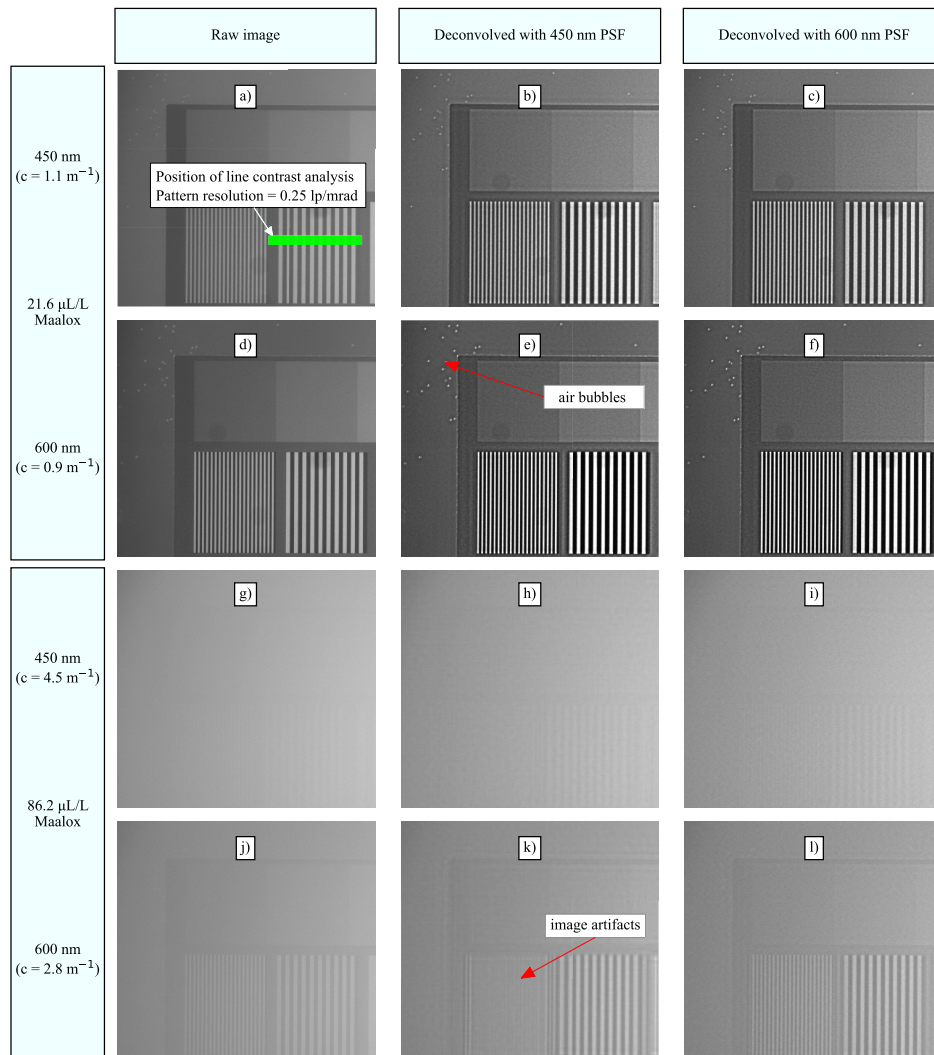 Raw image
Deconvolved with 450 nm PSF
Deconvolved with 600 nm PSF
450 nm
(c = 1.1 m⁻¹)
21.6 μL/L
Maalox
600 nm
(c = 0.9 m⁻¹)
a)
b)
c)
Position of line contrast analysis
Pattern resolution = 0.25 lp/mrad
d)
e)
f)
air bubbles
450 nm
(c = 4.5 m⁻¹)
86.2 μL/L
Maalox
600 nm
(c = 2.8 m⁻¹)
g)
h)
i)
j)
k)
l)
image artifacts